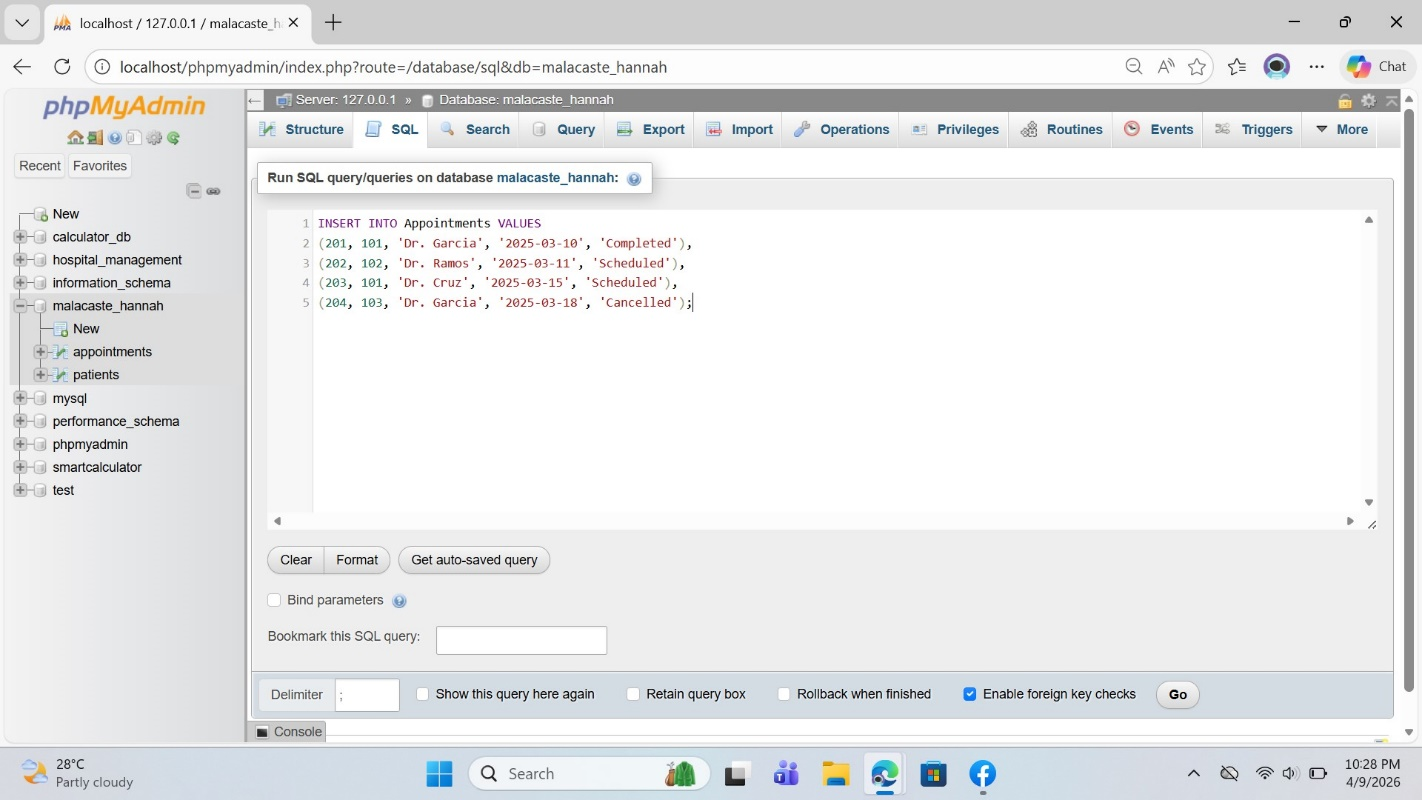 localhost / 127.0.0.1 / malacaste_h
localhost/phpmyadmin/index.php?route=/database/sql&db=malacaste_hannah
Chat
phpMyAdmin
Recent
Favorites
New
calculator_db
hospital_management
information_schema
malacaste_hannah
New
appointments
patients
mysql
performance_schema
phpmyadmin
smartcalculator
test
Server: 127.0.0.1 » Database: malacaste_hannah
Structure
SQL
Search
Query
Export
Import
Operations
Privileges
Routines
Events
Triggers
More
Run SQL query/queries on database malacaste_hannah:
1 INSERT INTO Appointments VALUES
2 (201, 101, 'Dr. Garcia', '2025-03-10', 'Completed'),
3 (202, 102, 'Dr. Ramos', '2025-03-11', 'Scheduled'),
4 (203, 101, 'Dr. Cruz', '2025-03-15', 'Scheduled'),
5 (204, 103, 'Dr. Garcia', '2025-03-18', 'Cancelled');
Clear
Format
Get auto-saved query
Bind parameters
Bookmark this SQL query:
Delimiter ;
Show this query here again
Retain query box
Rollback when finished
Enable foreign key checks
Go
Console
28°C
Partly cloudy
Search
10:28 PM
4/9/2026